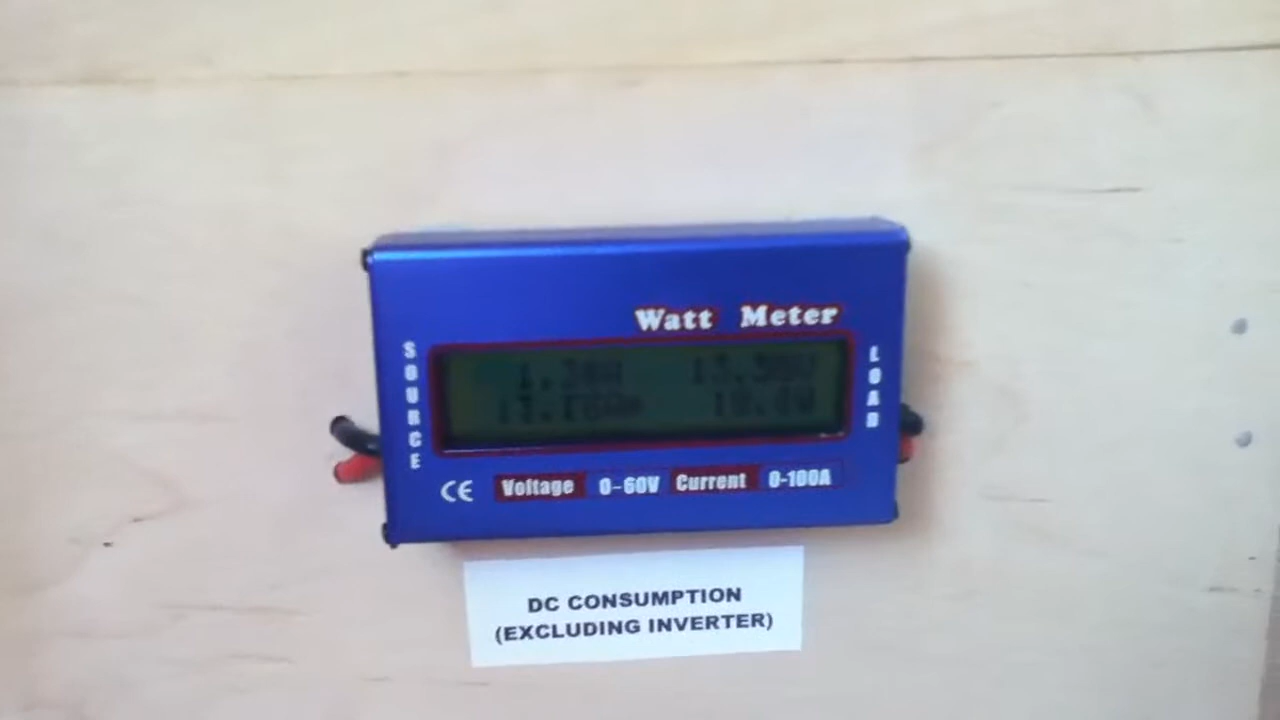 Watt Meter
SOURCE
LOAD
CE Voltage 0-60V Current 0-100A
DC CONSUMPTION
(EXCLUDING INVERTER)